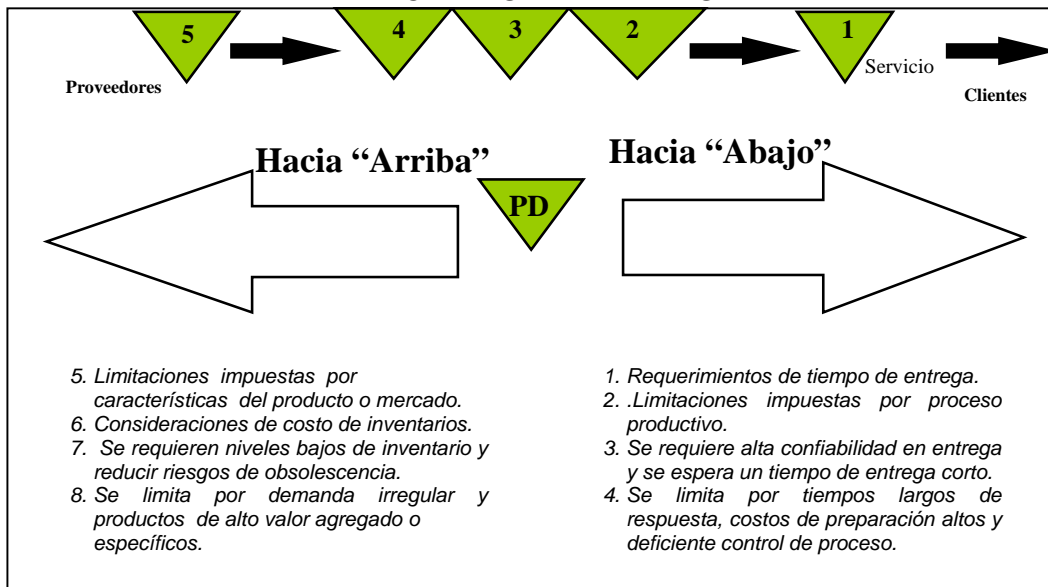 5 4 3 2 1
Servicio
Proveedores
Clientes
Hacia “Arriba”
Hacia “Abajo”
PD
5. Limitaciones impuestas por
características del producto o mercado.
6. Consideraciones de costo de inventarios.
7. Se requieren niveles bajos de inventario y
reducir riesgos de obsolescencia.
8. Se limita por demanda irregular y
productos de alto valor agregado o
específicos.
1. Requerimientos de tiempo de entrega.
2. .Limitaciones impuestas por proceso
productivo.
3. Se requiere alta confiabilidad en entrega
y se espera un tiempo de entrega corto.
4. Se limita por tiempos largos de
respuesta, costos de preparación altos y
deficiente control de proceso.